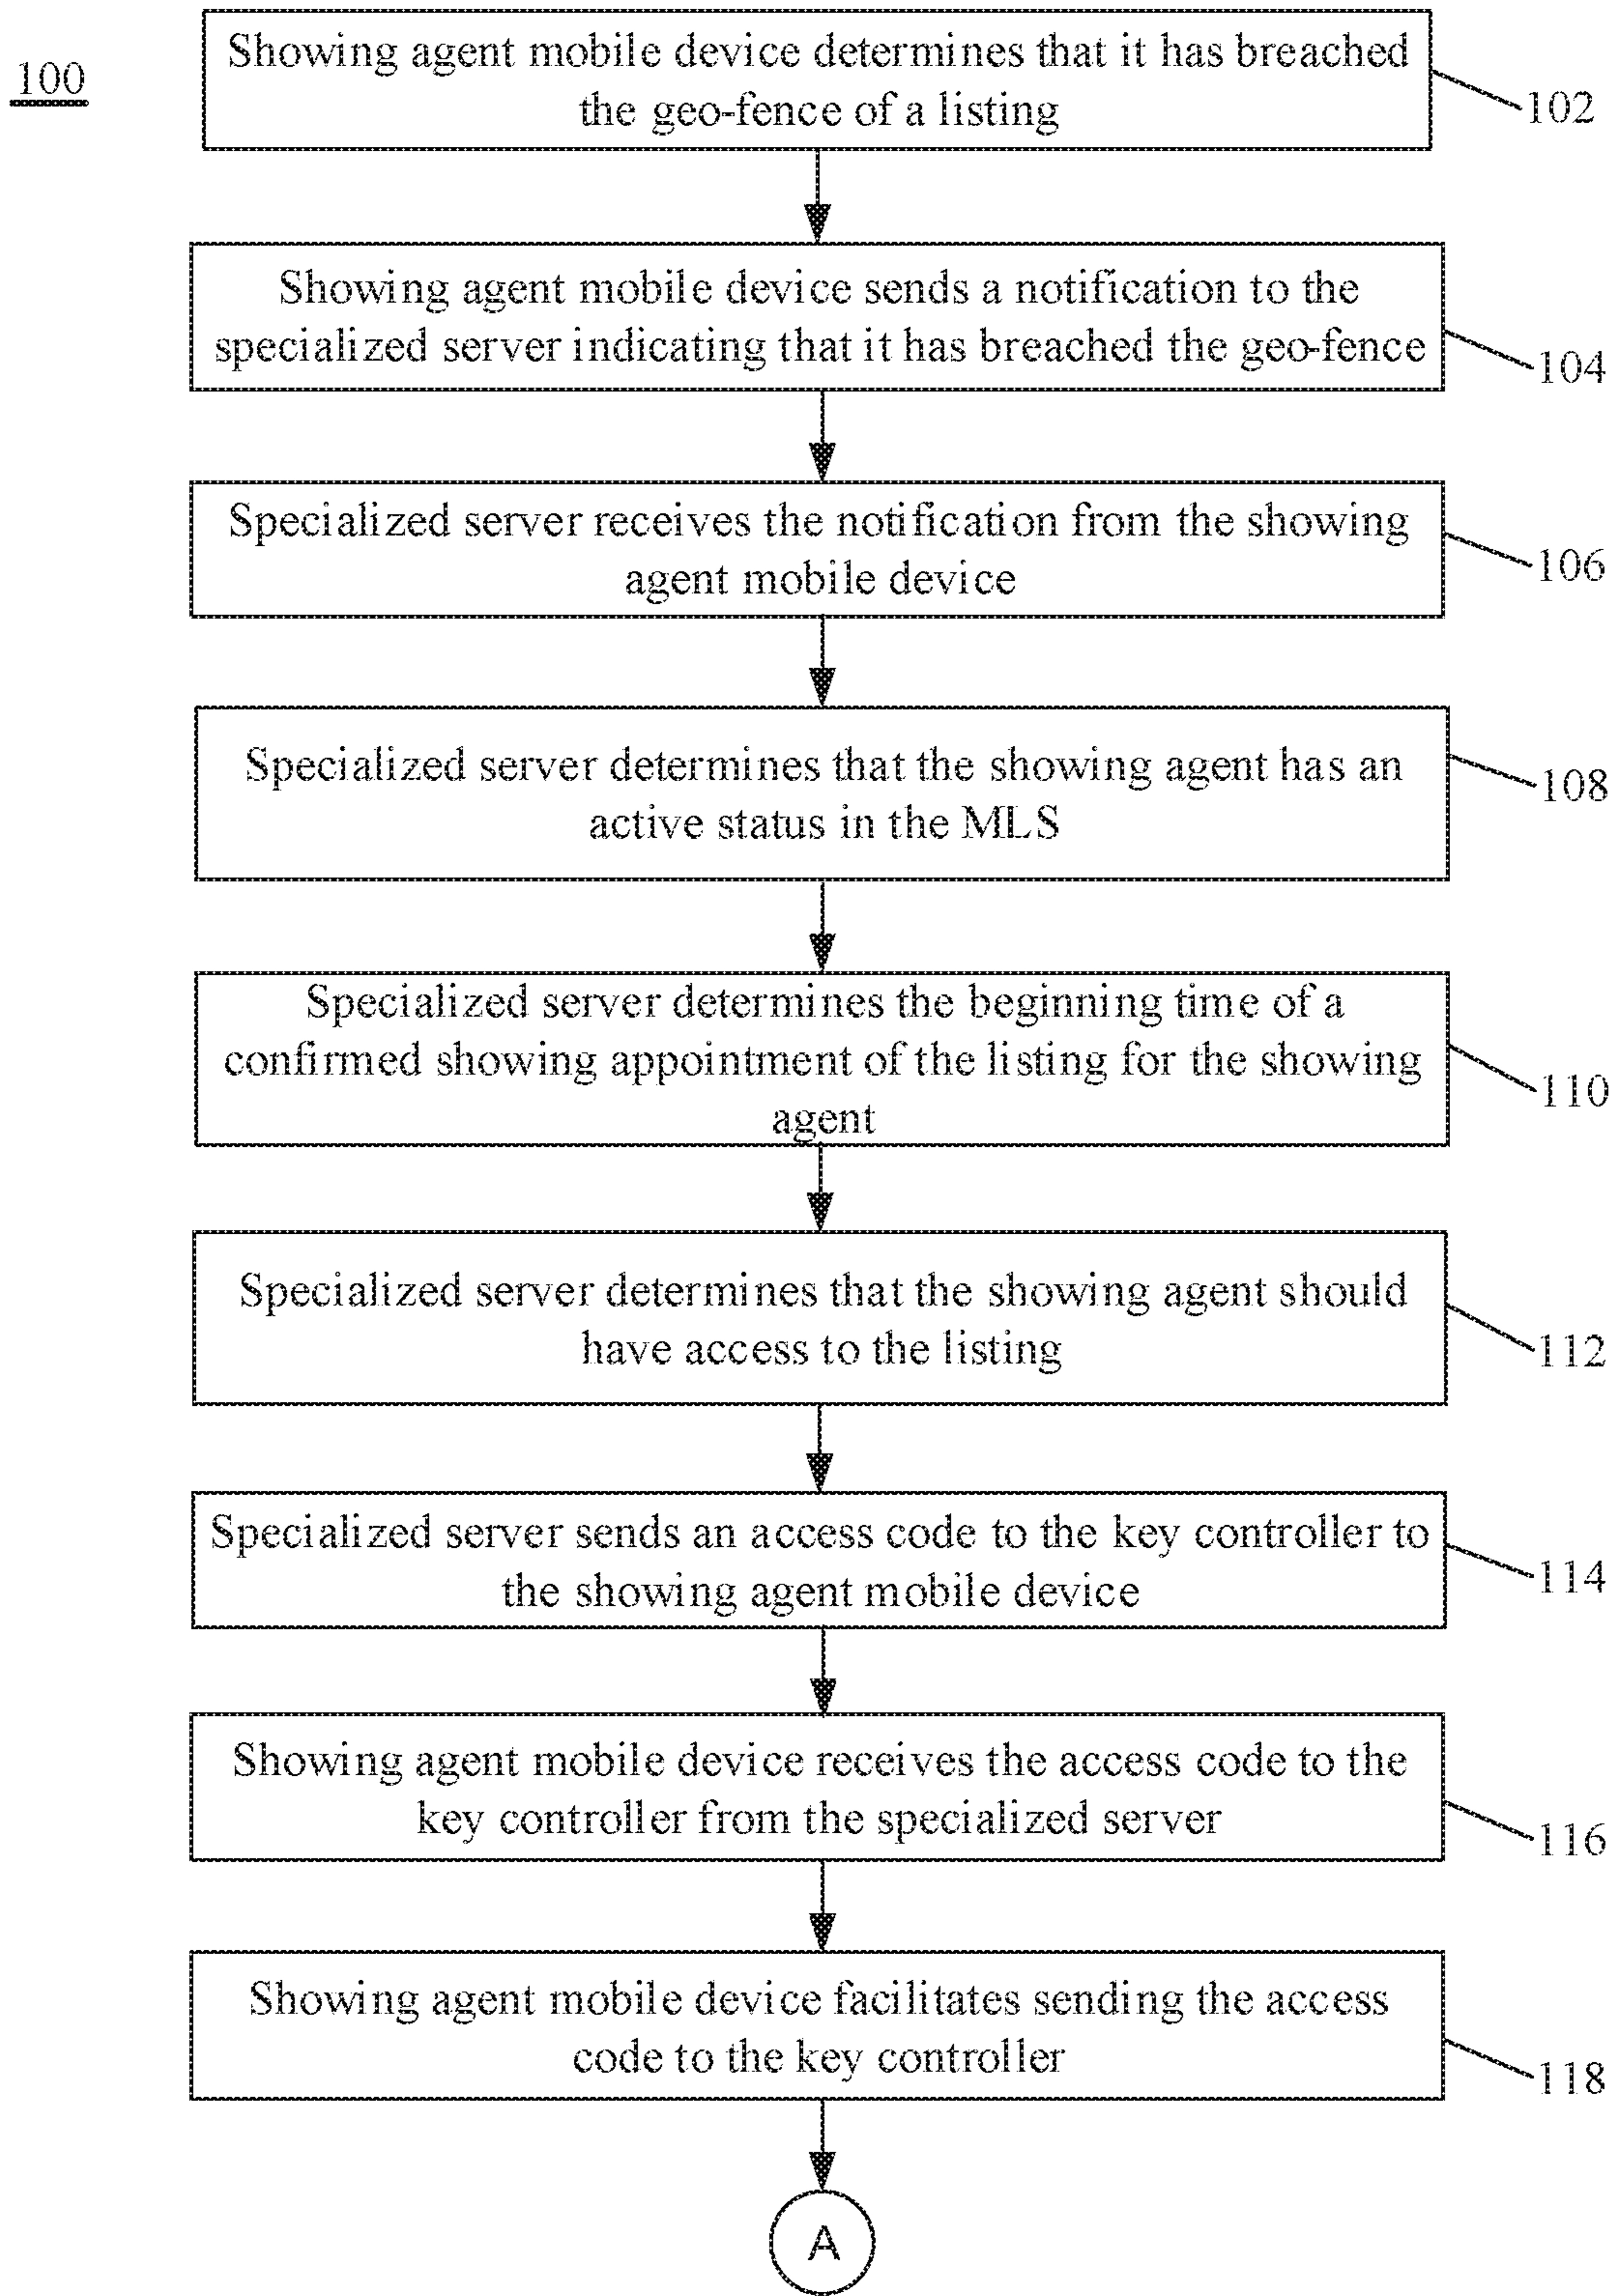 100
Showing agent mobile device determines that it has breached
the geo-fence of a listing
102
Showing agent mobile device sends a notification to the
specialized server indicating that it has breached the geo-fence
104
Specialized server receives the notification from the showing
agent mobile device
106
Specialized server determines that the showing agent has an
active status in the MLS
108
Specialized server determines the beginning time of a
confirmed showing appointment of the listing for the showing
agent
110
Specialized server determines that the showing agent should
have access to the listing
112
Specialized server sends an access code to the key controller to
the showing agent mobile device
114
Showing agent mobile device receives the access code to the
key controller from the specialized server
116
Showing agent mobile device facilitates sending the access
code to the key controller
118
A